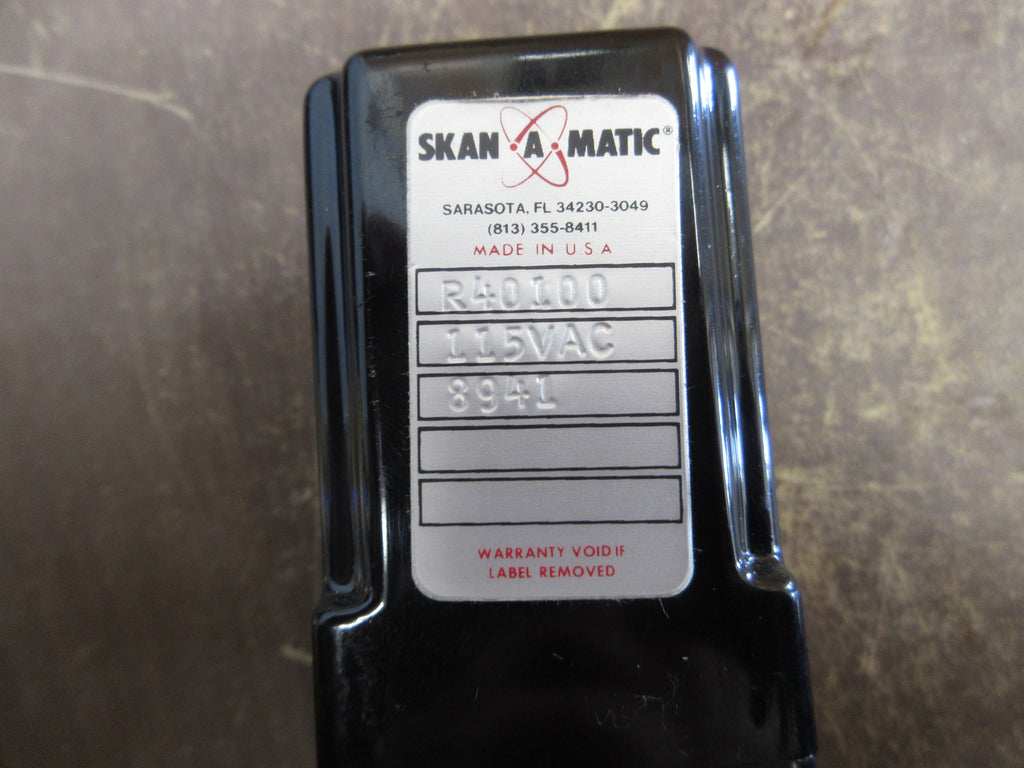 SKAN A MATIC®
SARASOTA, FL 34230-3049
(813) 355-8411
MADE IN U.S.A
R40100
115VAC
8941
WARRANTY VOID IF
LABEL REMOVED